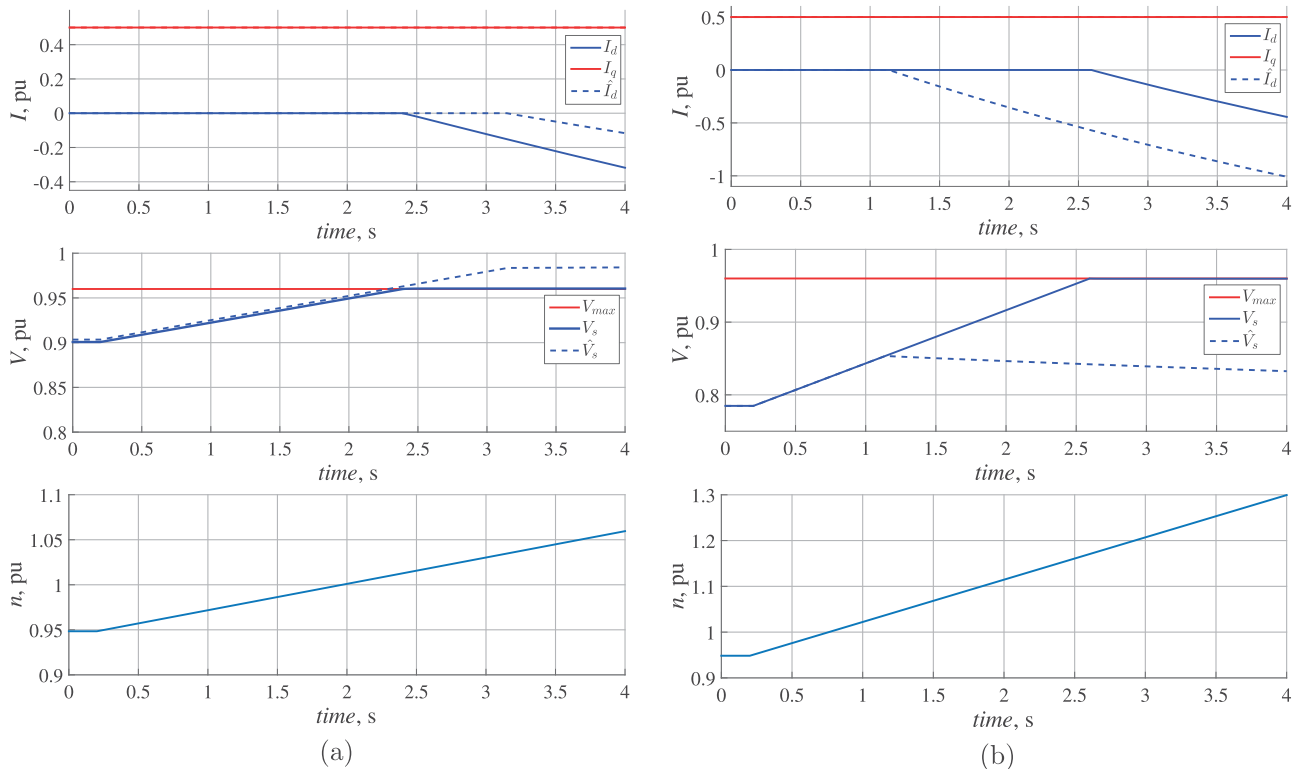 0.4
0.2
0
-0.2
-0.4
I, pu
I_d
I_q
Î_d
0 0.5 1 1.5 2 2.5 3 3.5 4
time, s
1
0.95
0.9
0.85
0.8
V, pu
V_max
V_s
V̂_s
0 0.5 1 1.5 2 2.5 3 3.5 4
time, s
1.1
1.05
1
0.95
0.9
n, pu
0 0.5 1 1.5 2 2.5 3 3.5 4
time, s
(a)
0.5
0
-0.5
-1
I, pu
I_d
I_q
Î_d
0 0.5 1 1.5 2 2.5 3 3.5 4
time, s
1
0.9
0.8
V, pu
V_max
V_s
V̂_s
0 0.5 1 1.5 2 2.5 3 3.5 4
time, s
1.3
1.2
1.1
1
0.9
n, pu
0 0.5 1 1.5 2 2.5 3 3.5 4
time, s
(b)